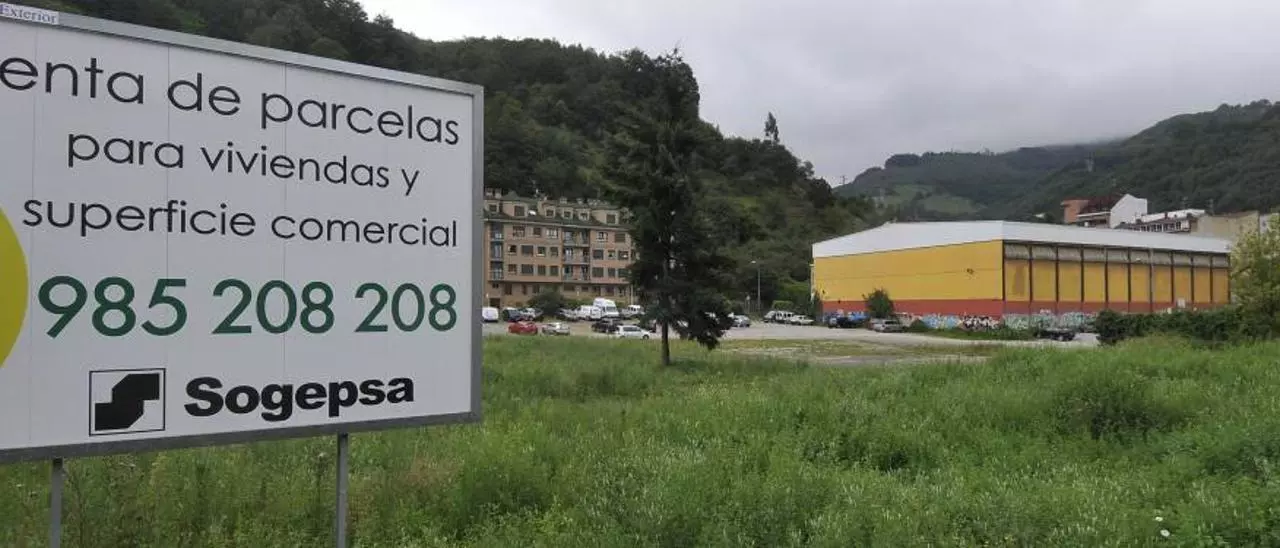 Exterior
enta de parcelas
para viviendas y
superficie comercial
985 208 208
Sogepsa